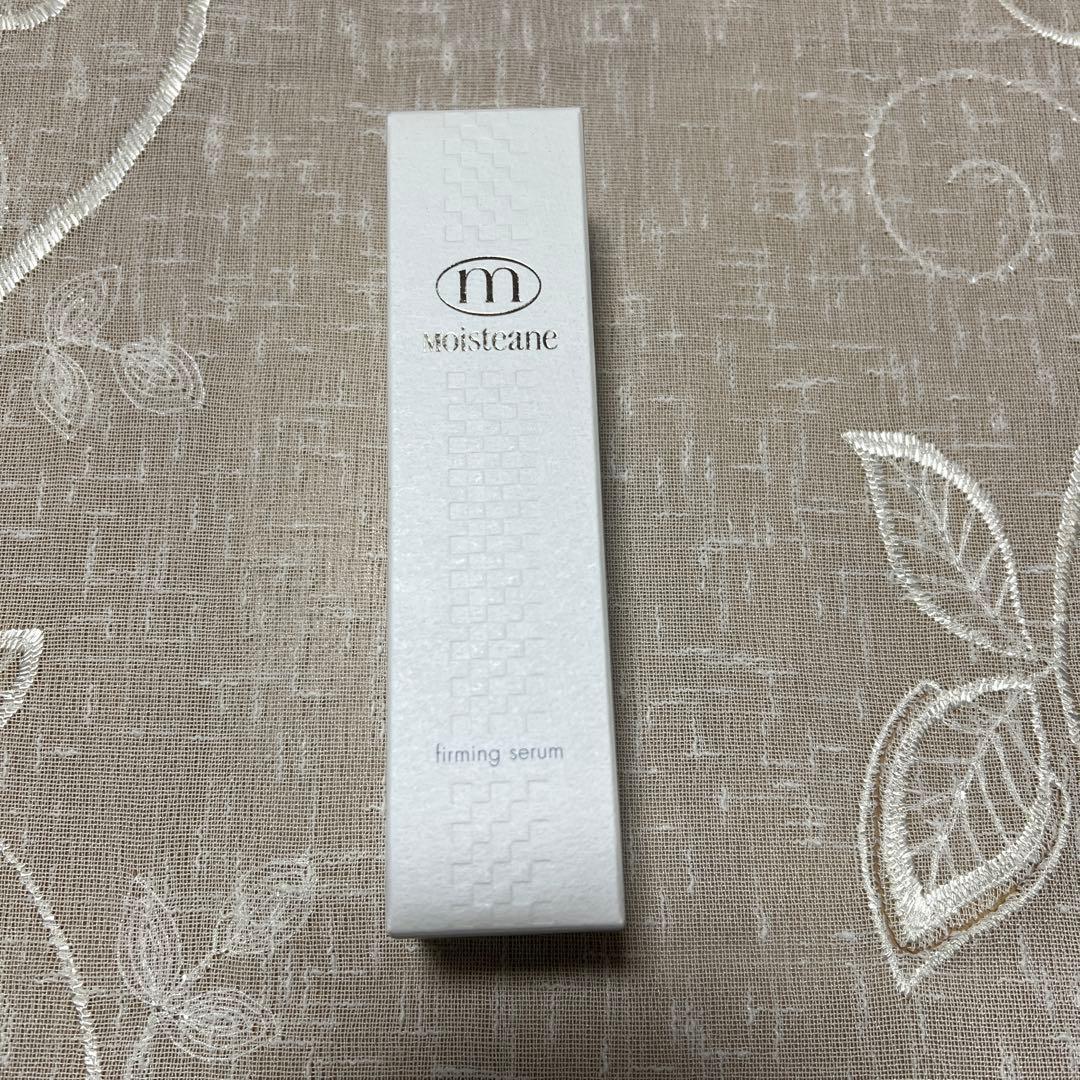 m
Moisteane
firming serum